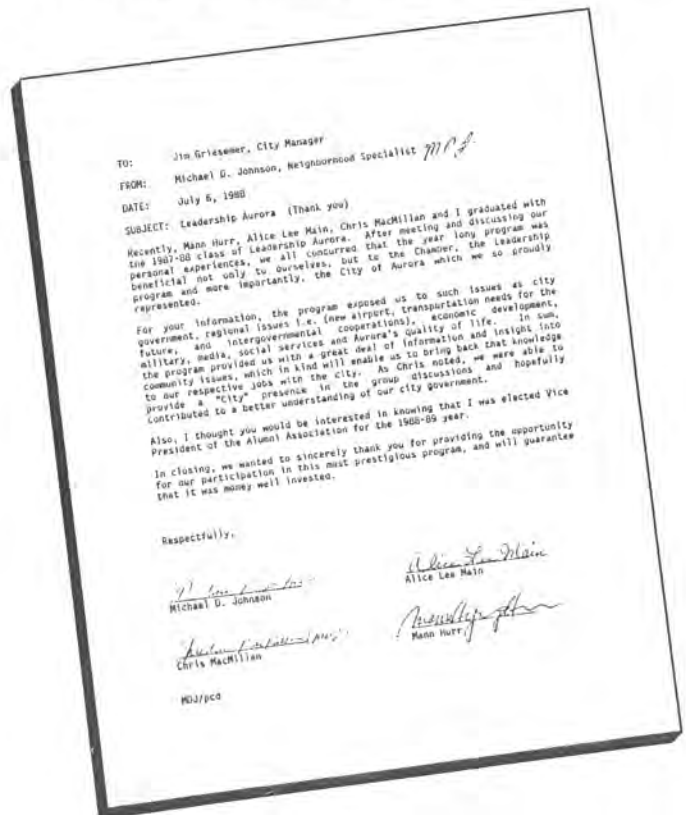 TO: Jim Griesemer, City Manager
FROM: Michael D. Johnson, Neighborhood Specialist
DATE: July 6, 1988
SUBJECT: Leadership Aurora (Thank you)
Recently, Mann Hurr, Alice Lee Main, Chris MacMillan and I graduated with
the 1987-88 class of Leadership Aurora. After meeting and discussing our
personal experiences, we all concurred that the year long program was
beneficial not only to ourselves, but to the Chamber, the Leadership
program and more importantly, the City of Aurora which we so proudly
represented.
For your information, the program exposed us to such issues as city
government, regional issues i.e. (new airport, transportation needs for the
future, and intergovernmental cooperations), economic development,
military, media, social services and Aurora's quality of life. In sum,
the program provided us with a great deal of information and insight into
community issues, which in kind will enable us to bring back that knowledge
to our respective jobs with the city. As Chris noted, we were able to
provide a "City" presence in the group discussions and hopefully
contributed to a better understanding of our city government.
Also, I thought you would be interested in knowing that I was elected Vice
President of the Alumni Association for the 1988-89 year.
In closing, we wanted to sincerely thank you for providing the opportunity
for our participation in this most prestigious program, and will guarantee
that it was money well invested.
Respectfully,
Alice Lee Main
Michael D. Johnson
Alice Lee Main
Chris MacMillan
Mann Hurr
MDJ/pcd